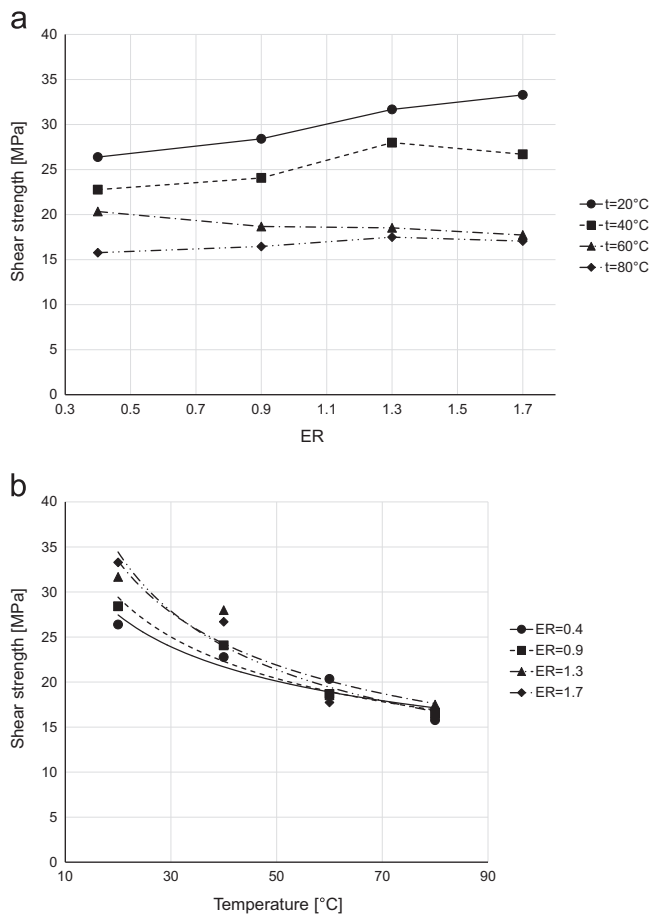 a
40
35
30
25
20
15
10
5
0
Shear strength [MPa]
0.3 0.5 0.7 0.9 1.1 1.3 1.5 1.7
ER
t=20°C
t=40°C
t=60°C
t=80°C
b
40
35
30
25
20
15
10
5
0
Shear strength [MPa]
10 30 50 70 90
Temperature [°C]
ER=0.4
ER=0.9
ER=1.3
ER=1.7